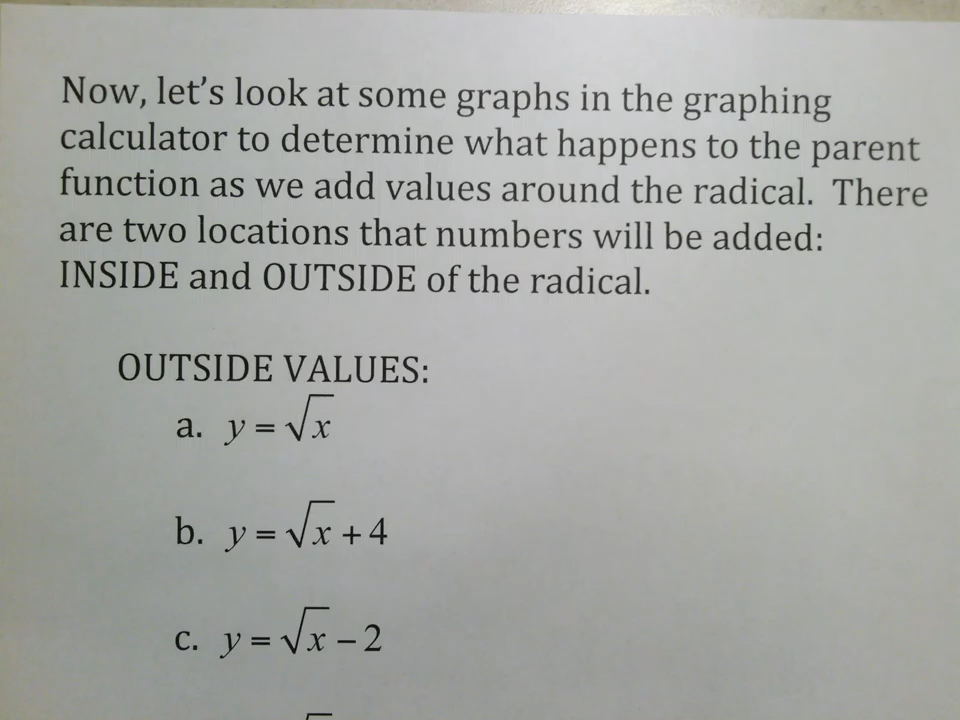 Now, let's look at some graphs in the graphing
calculator to determine what happens to the parent
function as we add values around the radical.  There
are two locations that numbers will be added:
INSIDE and OUTSIDE of the radical.
OUTSIDE VALUES:
a. y = √x
b. y = √x + 4
c. y = √x − 2